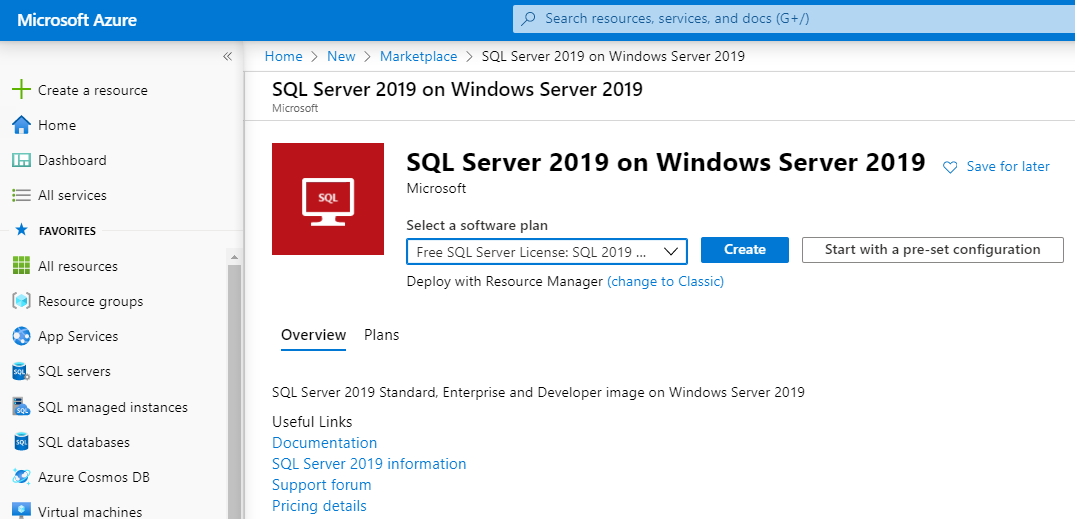 Microsoft Azure
Search resources, services, and docs (G+/)
Home > New > Marketplace > SQL Server 2019 on Windows Server 2019
SQL Server 2019 on Windows Server 2019
Microsoft
Create a resource
Home
Dashboard
All services
FAVORITES
All resources
Resource groups
App Services
SQL servers
SQL managed instances
SQL databases
Azure Cosmos DB
Virtual machines
SQL
SQL Server 2019 on Windows Server 2019
Save for later
Microsoft
Select a software plan
Free SQL Server License: SQL 2019 ...
Create
Start with a pre-set configuration
Deploy with Resource Manager (change to Classic)
Overview Plans
SQL Server 2019 Standard, Enterprise and Developer image on Windows Server 2019
Useful Links
Documentation
SQL Server 2019 information
Support forum
Pricing details